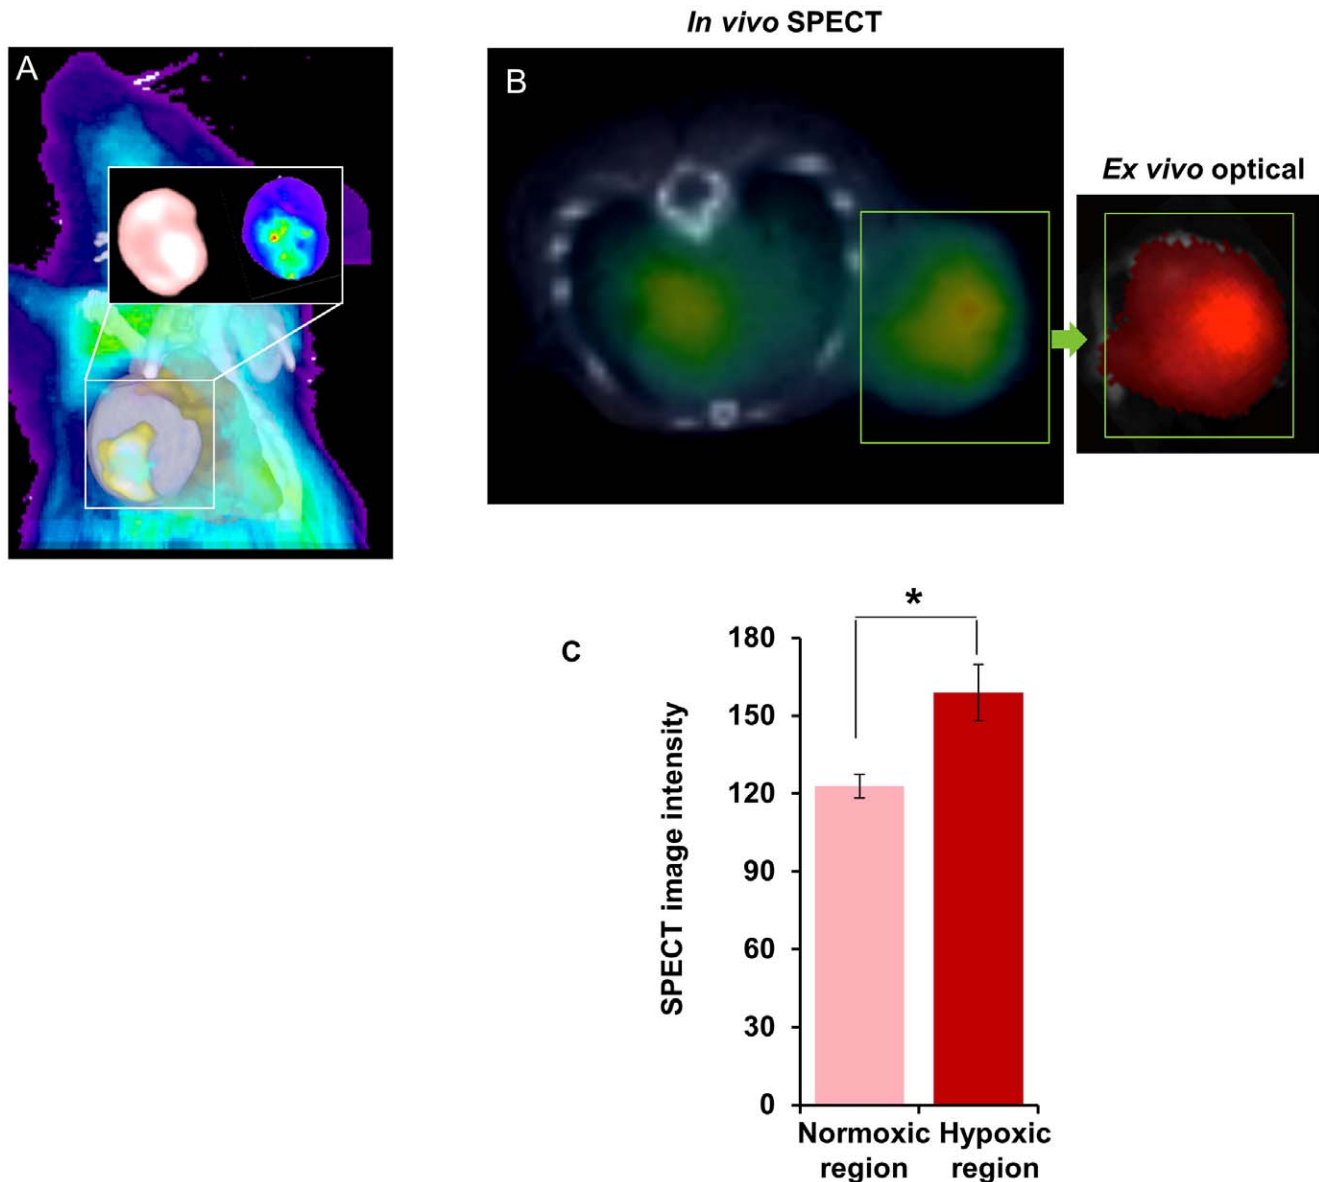 In vivo SPECT
A
B
Ex vivo optical
C
*
SPECT image intensity
180
150
120
90
60
30
0
Normoxic region
Hypoxic region